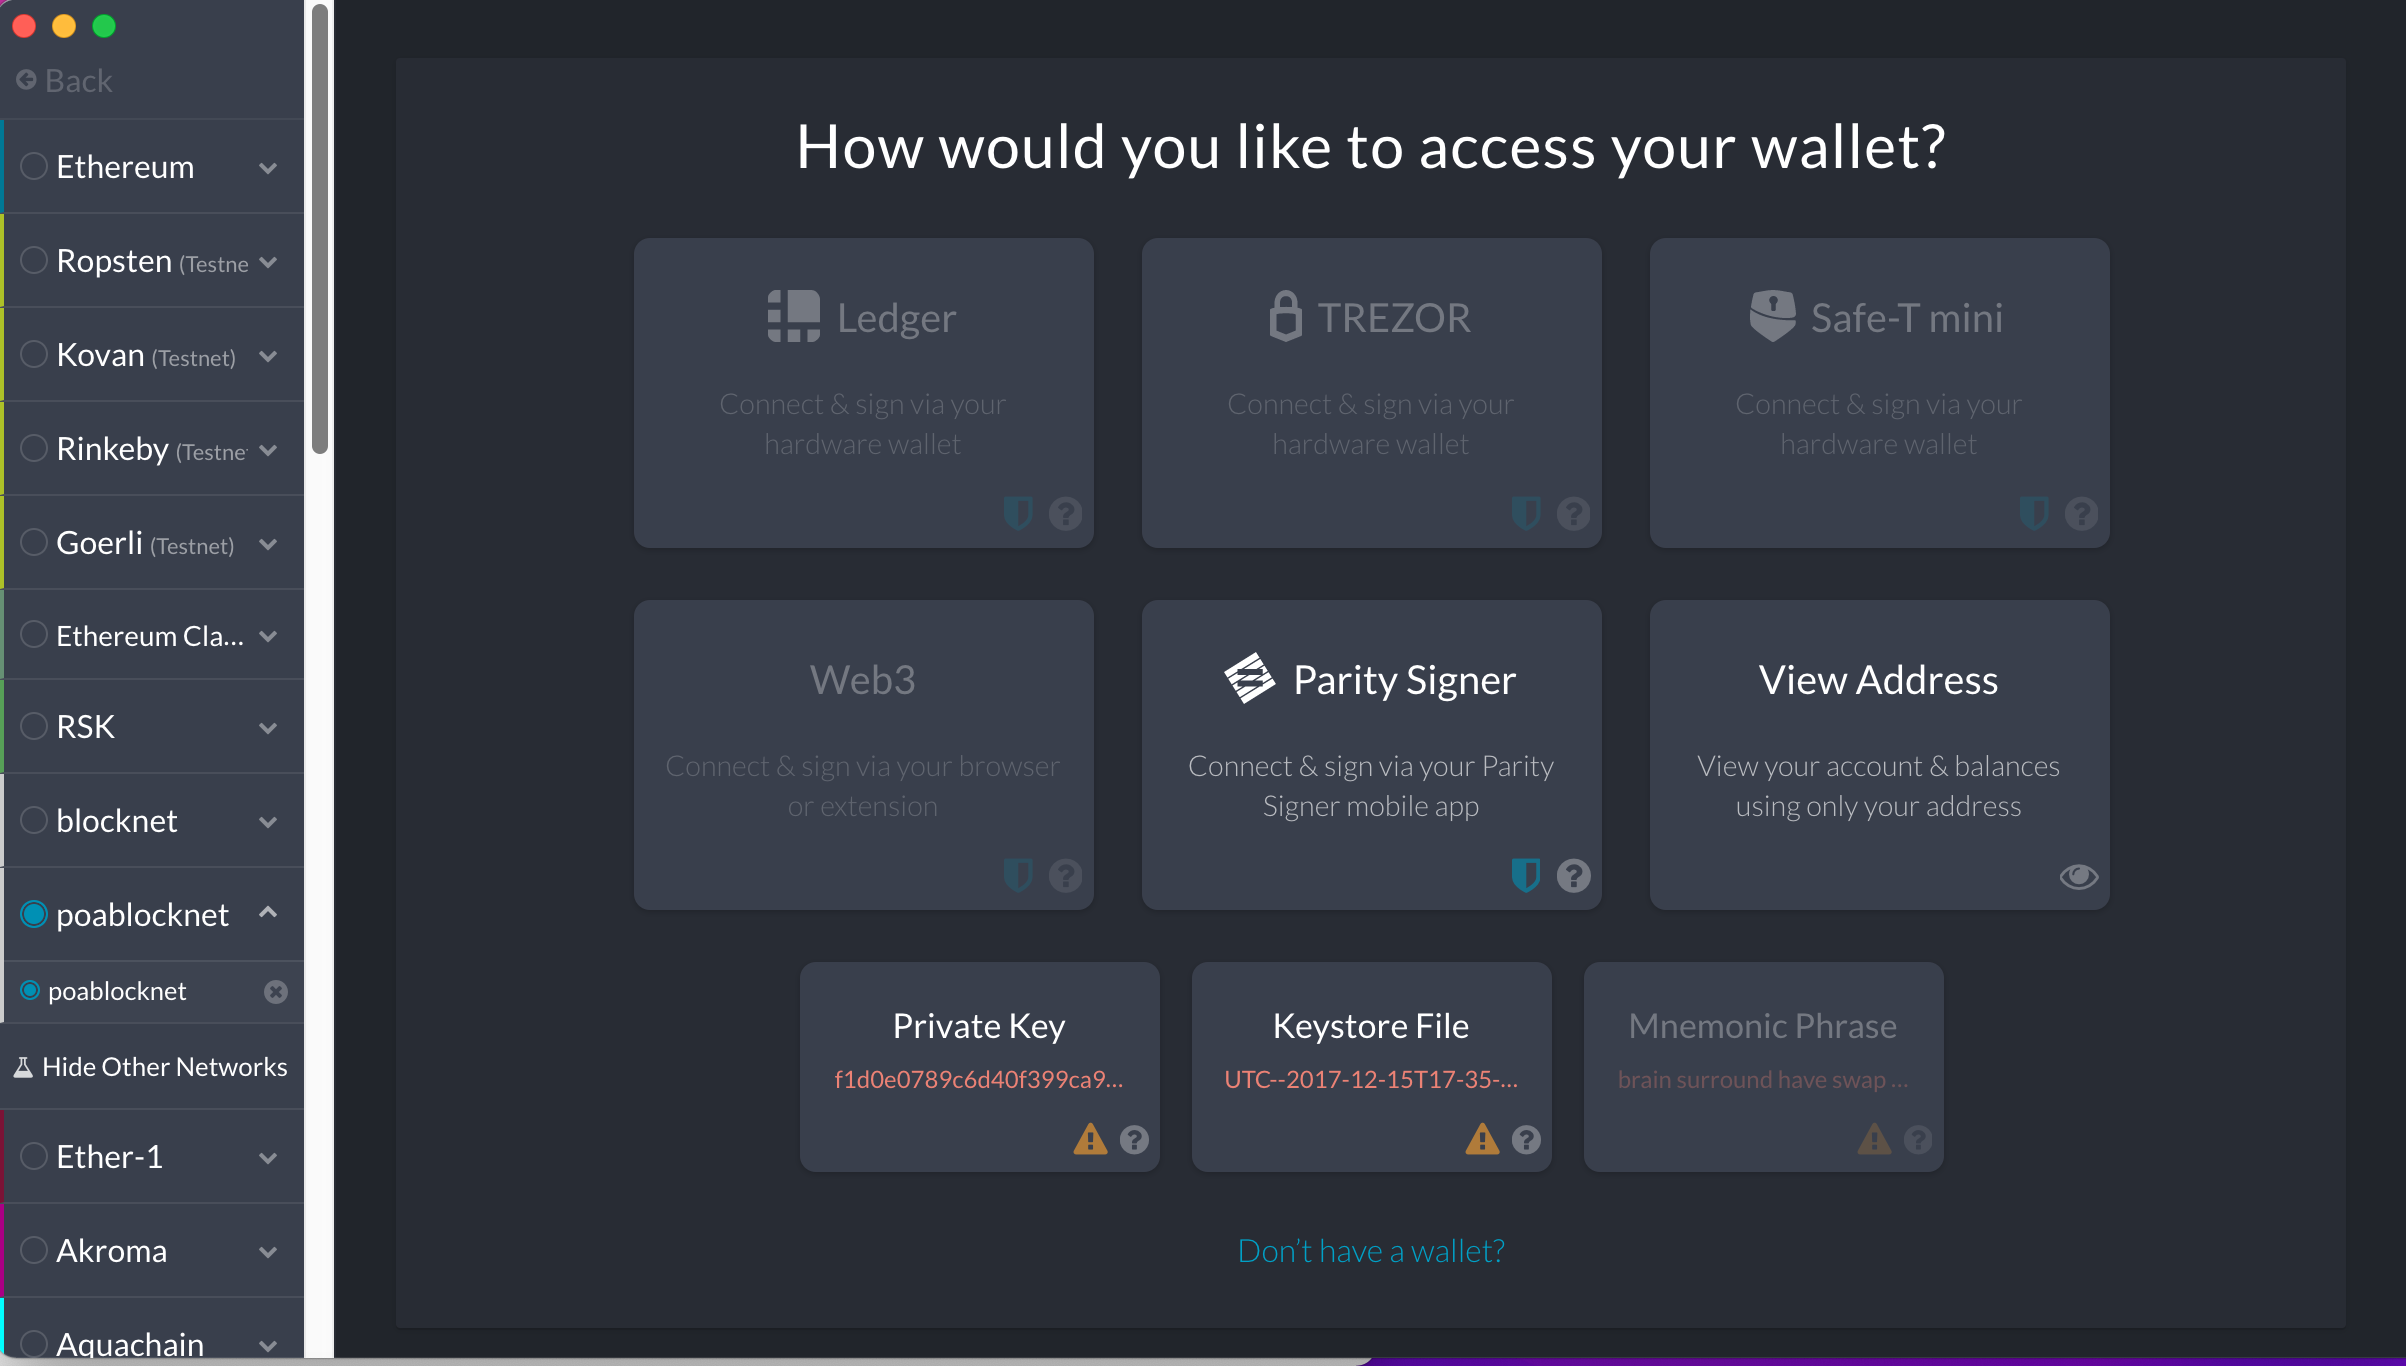 Back
Ethereum
Ropsten (Testne
Kovan (Testnet)
Rinkeby (Testne
Goerli (Testnet)
Ethereum Cla...
RSK
blocknet
poablocknet
poablocknet
Hide Other Networks
Ether-1
Akroma
Aquachain
How would you like to access your wallet?
Ledger
Connect & sign via your
hardware wallet
TREZOR
Connect & sign via your
hardware wallet
Safe-T mini
Connect & sign via your
hardware wallet
Web3
Connect & sign via your browser
or extension
Parity Signer
Connect & sign via your Parity
Signer mobile app
View Address
View your account & balances
using only your address
Private Key
f1d0e0789c6d40f399ca9...
Keystore File
UTC--2017-12-15T17-35-...
Mnemonic Phrase
brain surround have swap ...
Don’t have a wallet?